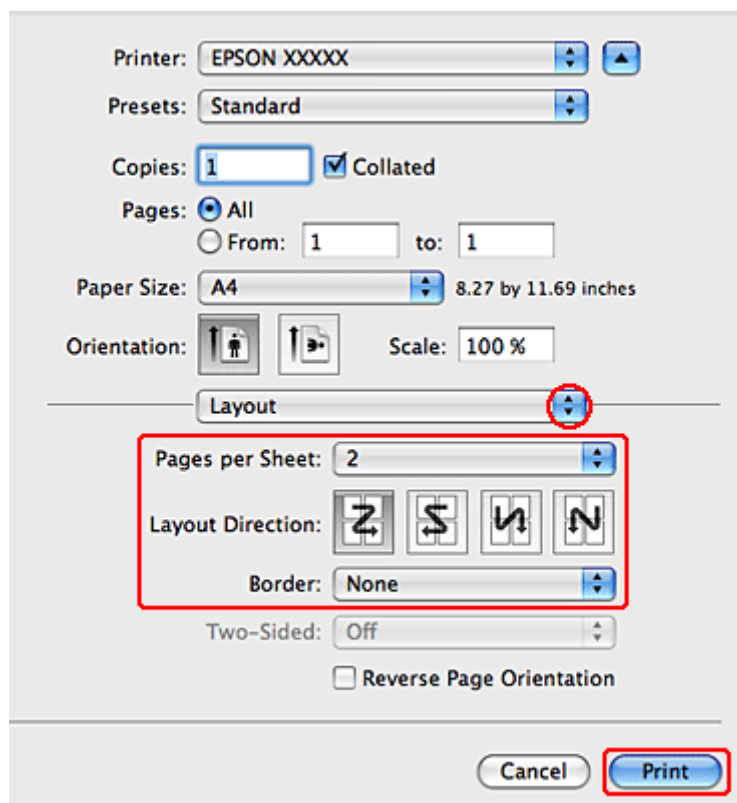 Printer: EPSON XXXXX
Presets: Standard
Copies: 1 Collated
Pages: All
From: 1 to: 1
Paper Size: A4 8.27 by 11.69 inches
Orientation: Scale: 100 %
Layout
Pages per Sheet: 2
Layout Direction:
Border: None
Two-Sided: Off
Reverse Page Orientation
Cancel Print